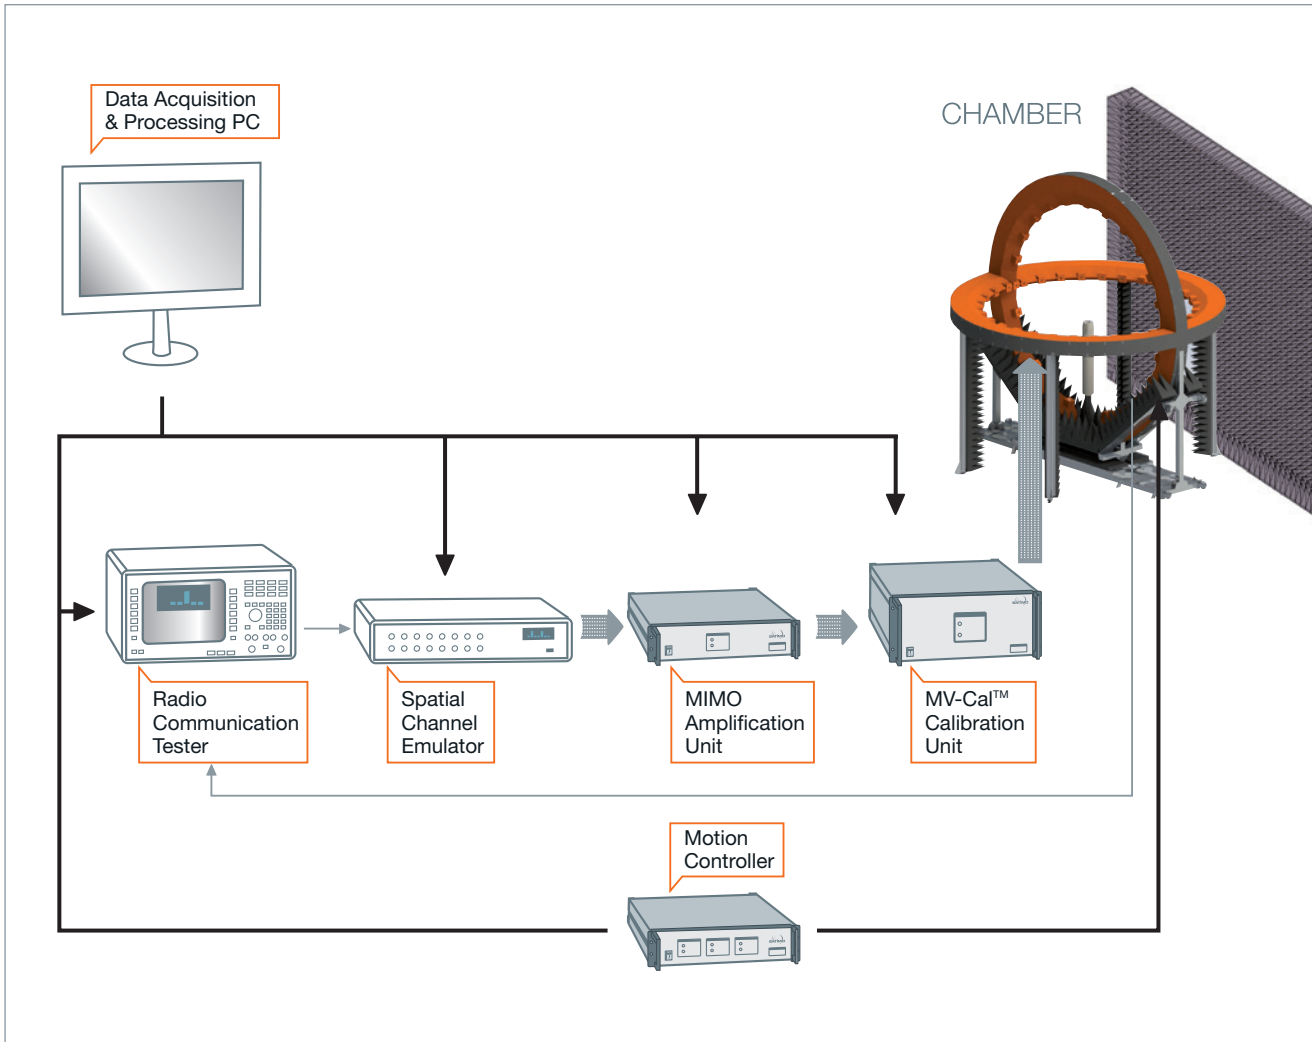 Data Acquisition
& Processing PC
CHAMBER
Radio
Communication
Tester
Spatial
Channel
Emulator
MIMO
Amplification
Unit
MV-Cal™
Calibration
Unit
Motion
Controller